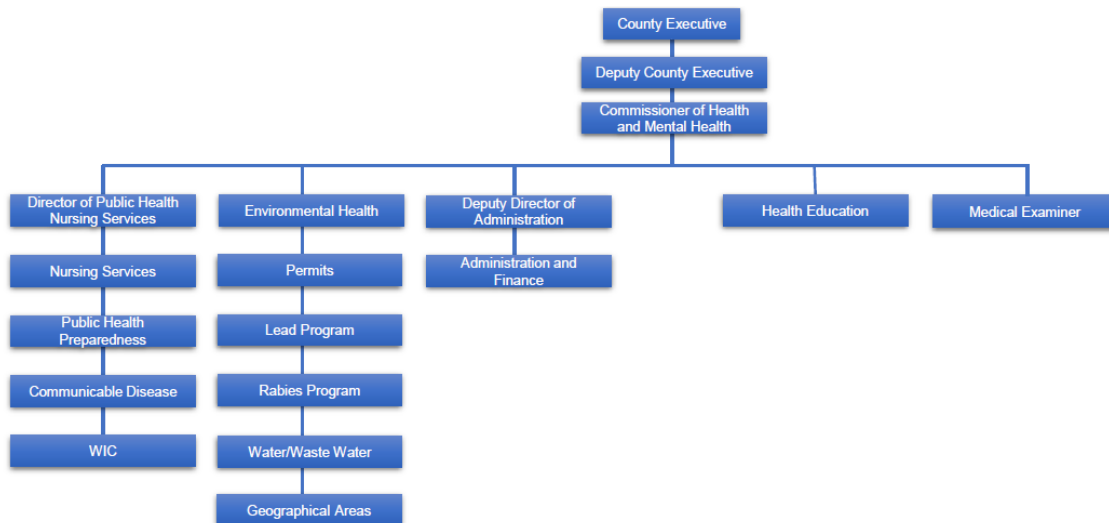 County Executive
Deputy County Executive
Commissioner of Health
and Mental Health
Director of Public Health
Nursing Services
Environmental Health
Deputy Director of
Administration
Health Education
Medical Examiner
Nursing Services
Permits
Administration and
Finance
Public Health
Preparedness
Lead Program
Communicable Disease
Rabies Program
WIC
Water/Waste Water
Geographical Areas